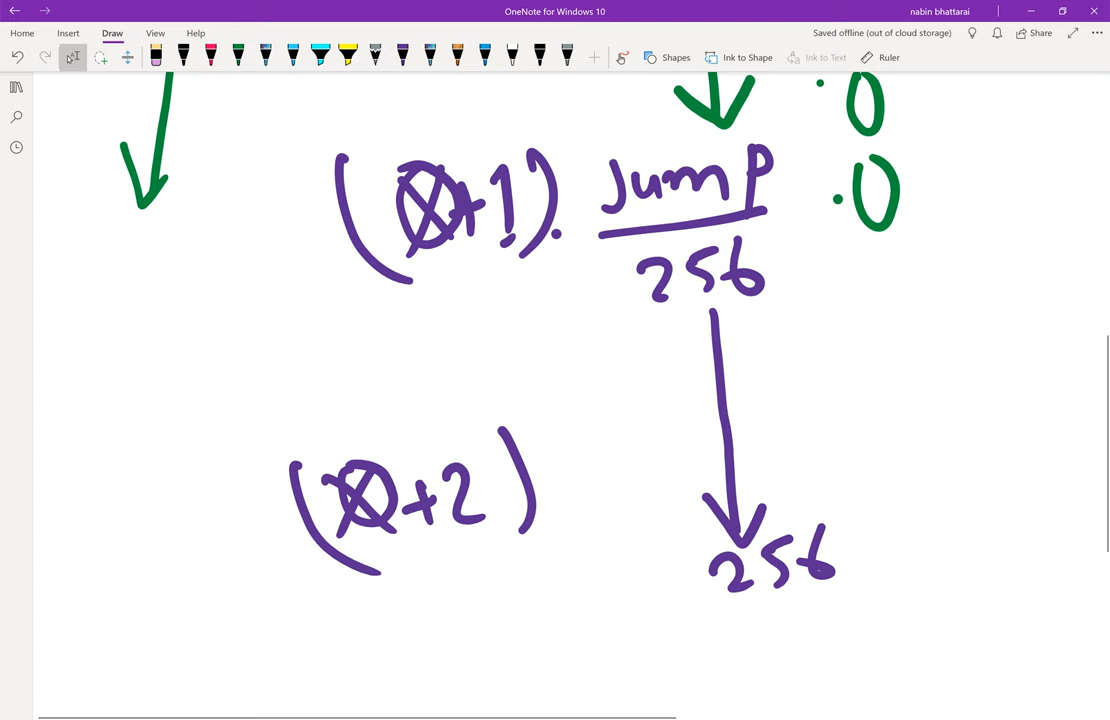 OneNote for Windows 10
nabin bhattarai
Home Insert Draw View Help
Saved offline (out of cloud storage)
Share
Shapes Ink to Shape Ink to Text Ruler
.0
(X+1). Jump .0
256
(X+2)
256